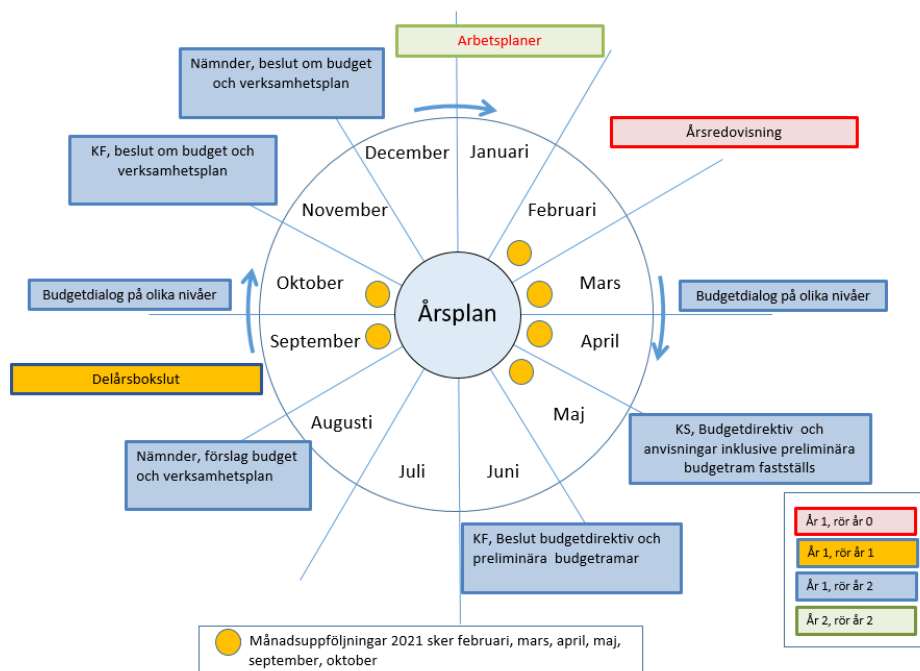 Arbetsplaner
Nämnder, beslut om budget
och verksamhetsplan
Årsredovisning
KF, beslut om budget och
verksamhetsplan
December
Januari
November
Februari
Oktober
Mars
Årsplan
Budgetdialog på olika nivåer
Budgetdialog på olika nivåer
September
April
Delårsbokslut
Augusti
Maj
Juli
Juni
Nämnder, förslag budget
och verksamhetsplan
KS, Budgetdirektiv och
anvisningar inklusive preliminära
budgetram fastställs
KF, Beslut budgetdirektiv och
preliminära budgetramar
År 1, rör år 0
År 1, rör år 1
År 1, rör år 2
År 2, rör år 2
Månadsuppföljningar 2021 sker februari, mars, april, maj,
september, oktober